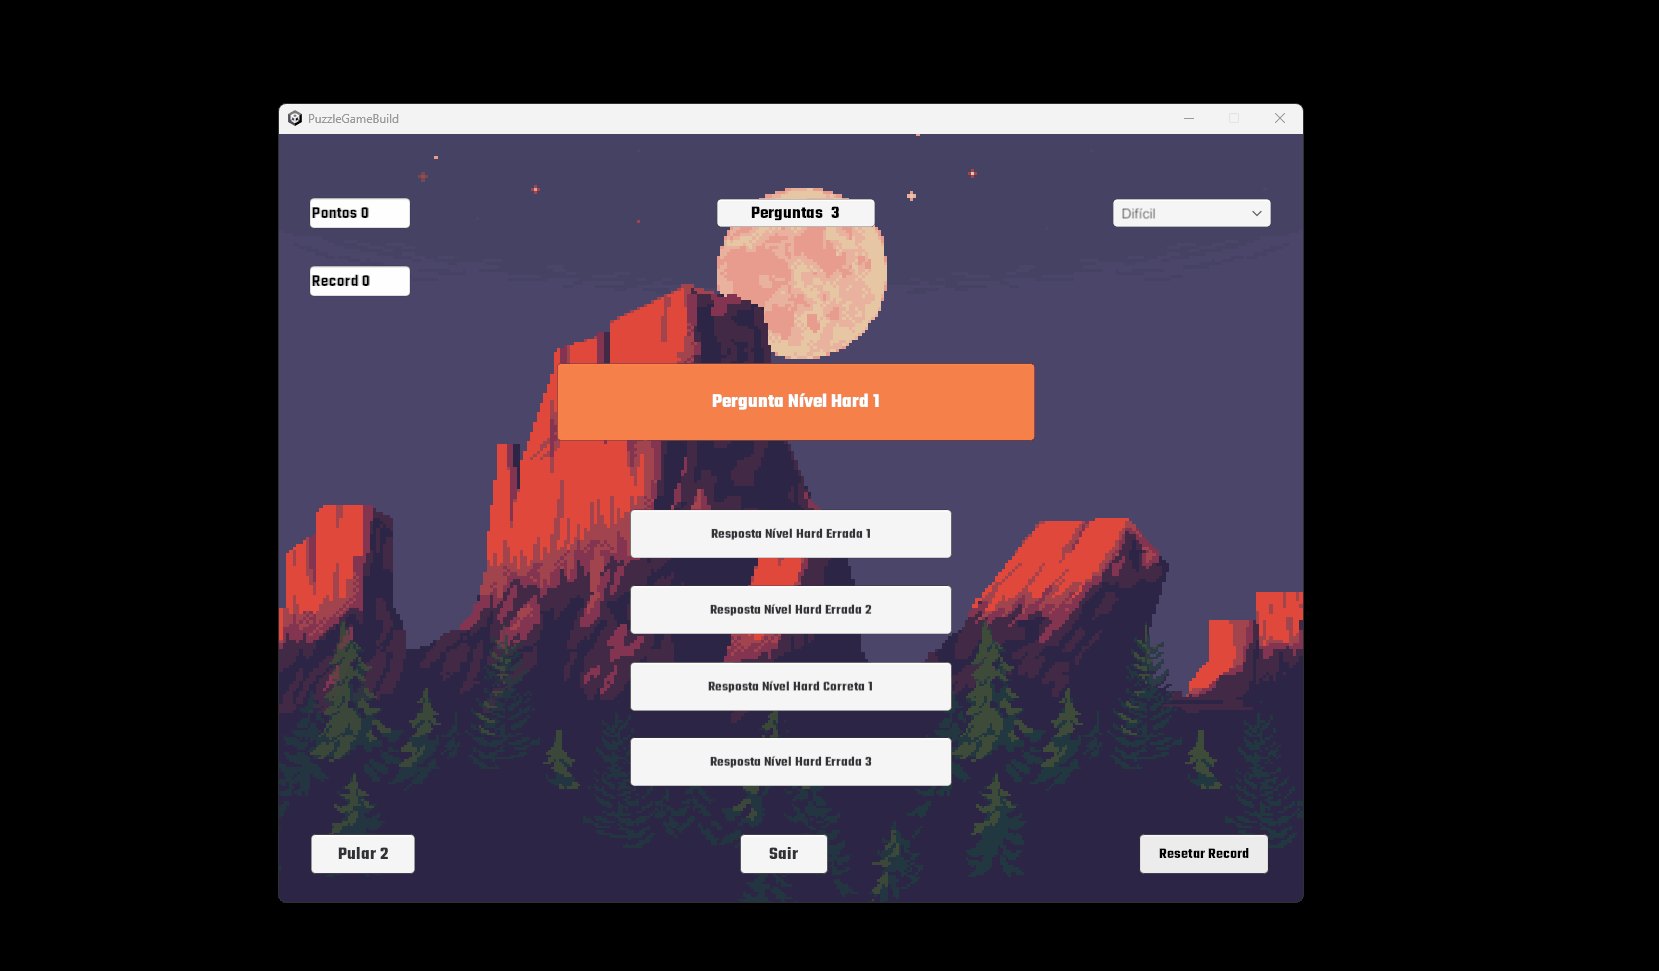 PuzzleGameBuild
Pontos 0
Perguntas 3
Difícil
Record 0
Pergunta Nível Hard 1
Resposta Nível Hard Errada 1
Resposta Nível Hard Errada 2
Resposta Nível Hard Correta 1
Resposta Nível Hard Errada 3
Pular 2
Sair
Resetar Record